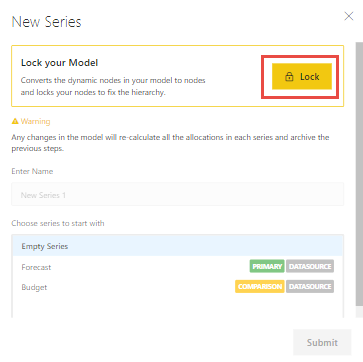 New Series
Lock your Model
Converts the dynamic nodes in your model to nodes
and locks your nodes to fix the hierarchy.
Lock
Warning
Any changes in the model will re-calculate all the allocations in each series and archive the
previous steps.
Enter Name
New Series 1
Choose series to start with
Empty Series
Forecast PRIMARY DATASOURCE
Budget COMPARISON DATASOURCE
Submit